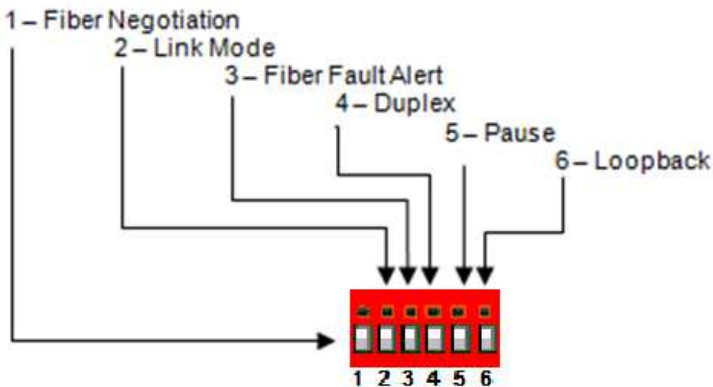 1 – Fiber Negotiation
2 – Link Mode
3 – Fiber Fault Alert
4 – Duplex
5 – Pause
6 – Loopback
1 2 3 4 5 6